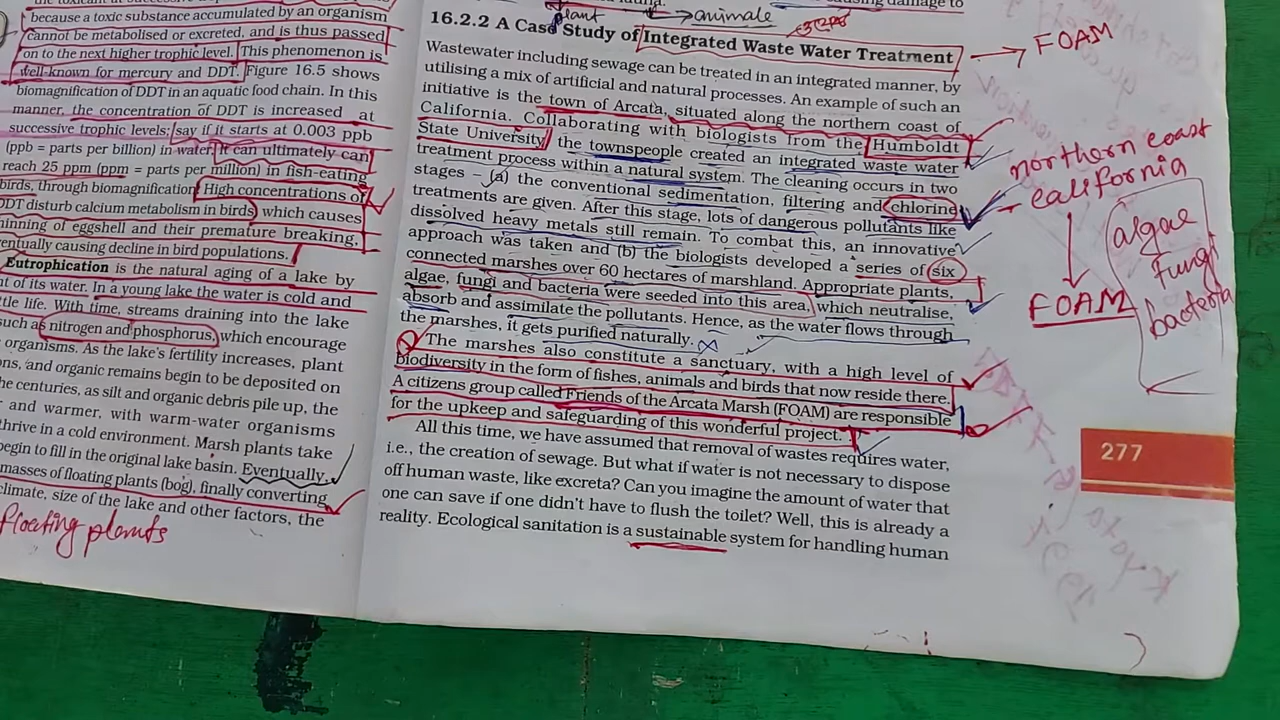 because a toxic substance accumulated by an organism
cannot be metabolised or excreted, and is thus passed
on to the next higher trophic level. This phenomenon is
well-known for mercury and DDT. Figure 16.5 shows
biomagnification of DDT in an aquatic food chain. In this
manner, the concentration of DDT is increased at
successive trophic levels; say if it starts at 0.003 ppb
(ppb = parts per billion) in water, it can ultimately can
reach 25 ppm (ppm = parts per million) in fish-eating
birds, through biomagnification. High concentrations of
DDT disturb calcium metabolism in birds, which causes
inning of eggshell and their premature breaking,
entually causing decline in bird populations.
Eutrophication is the natural aging of a lake by
nt of its water. In a young lake the water is cold and
ttle life. With time, streams draining into the lake
such as nitrogen and phosphorus, which encourage
organisms. As the lake's fertility increases, plant
ons, and organic remains begin to be deposited on
he centuries, as silt and organic debris pile up, the
r and warmer, with warm-water organisms
thrive in a cold environment. Marsh plants take
begin to fill in the original lake basin. Eventually,
masses of floating plants (bog), finally converting
climate, size of the lake and other factors, the
floating plants
plant → animale
16.2.2 A Case Study of Integrated Waste Water Treatment
→ FOAM
Wastewater including sewage can be treated in an integrated manner, by
utilising a mix of artificial and natural processes. An example of such an
initiative is the town of Arcata, situated along the northern coast of
California. Collaborating with biologists from the Humboldt
State University, the townspeople created an integrated waste water
treatment process within a natural system. The cleaning occurs in two
stages – (a) the conventional sedimentation, filtering and chlorine
treatments are given. After this stage, lots of dangerous pollutants like
dissolved heavy metals still remain. To combat this, an innovative
approach was taken and (b) the biologists developed a series of six
connected marshes over 60 hectares of marshland. Appropriate plants,
algae, fungi and bacteria were seeded into this area, which neutralise,
absorb and assimilate the pollutants. Hence, as the water flows through
the marshes, it gets purified naturally.
The marshes also constitute a sanctuary, with a high level of
biodiversity in the form of fishes, animals and birds that now reside there.
A citizens group called Friends of the Arcata Marsh (FOAM) are responsible
for the upkeep and safeguarding of this wonderful project.
All this time, we have assumed that removal of wastes requires water,
i.e., the creation of sewage. But what if water is not necessary to dispose
off human waste, like excreta? Can you imagine the amount of water that
one can save if one didn't have to flush the toilet? Well, this is already a
reality. Ecological sanitation is a sustainable system for handling human
northern coast
california
FOAM
algae
Fungi
bacteria
277